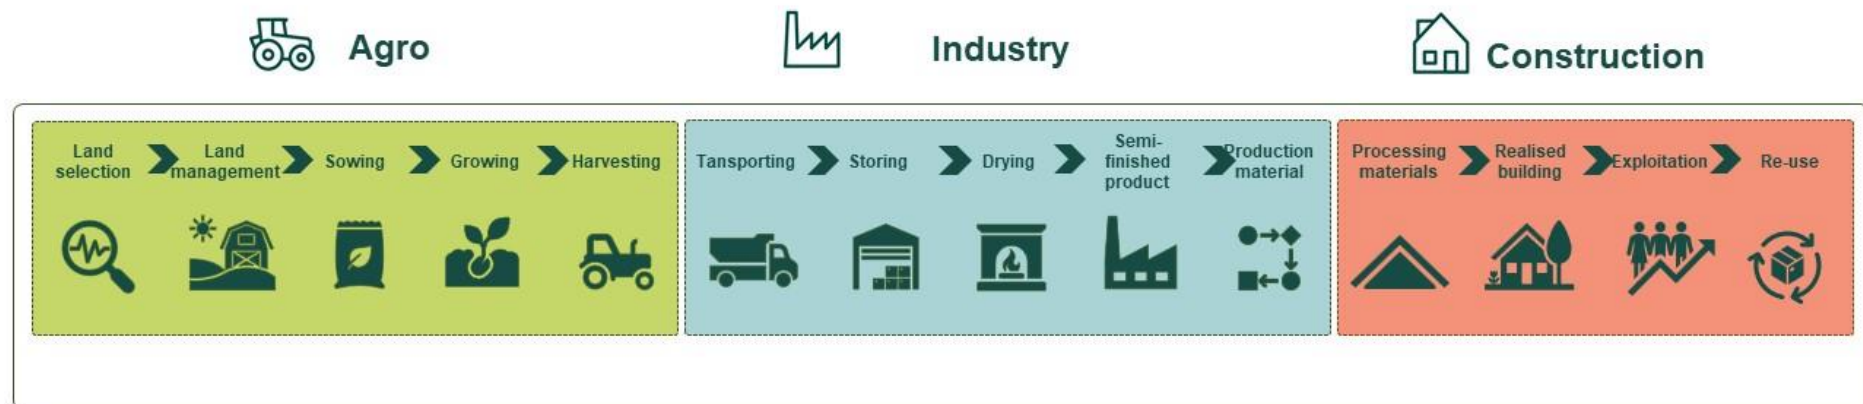 Agro
Industry
Construction
Land
selection
Land
management
Sowing
Growing
Harvesting
Tansporting
Storing
Drying
Semi-
finished
product
Production
material
Processing
materials
Realised
building
Exploitation
Re-use